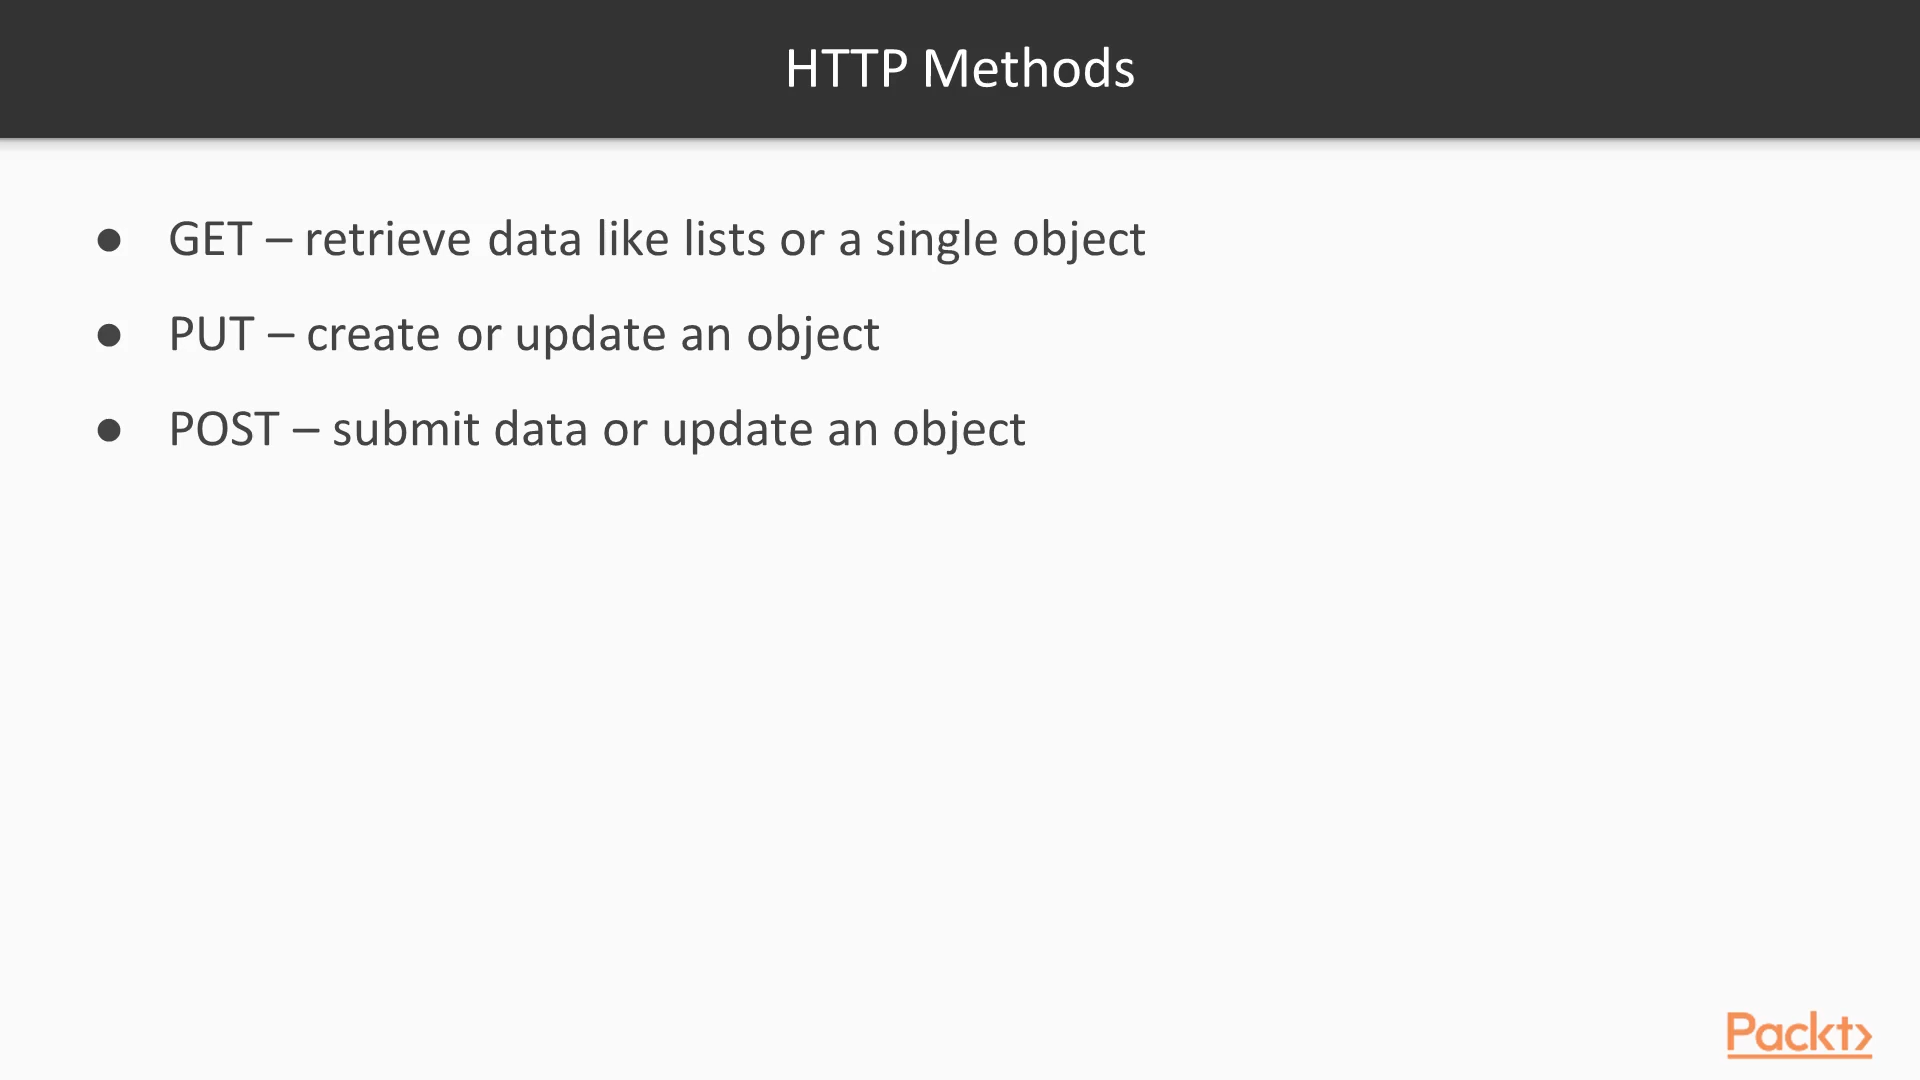 HTTP Methods
● GET – retrieve data like lists or a single object
● PUT – create or update an object
● POST – submit data or update an object
Packt>